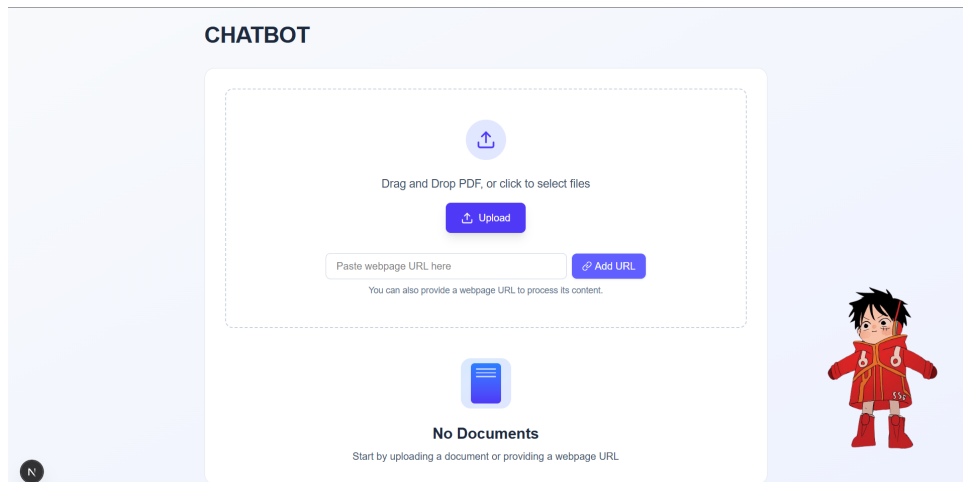 CHATBOT
Drag and Drop PDF, or click to select files
Upload
Paste webpage URL here
Add URL
You can also provide a webpage URL to process its content.
No Documents
Start by uploading a document or providing a webpage URL
N